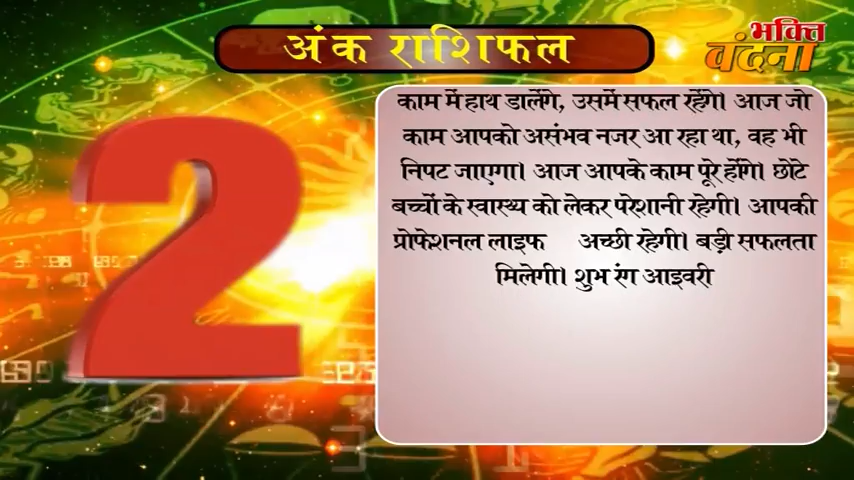 अंक राशिफल
भक्ति
वंदना
2
काम में हाथ डालेंगे, उसमें सफल रहेंगे। आज जो
काम आपको असंभव नजर आ रहा था, वह भी
निपट जाएगा। आज आपके काम पूरे होंगे। छोटे
बच्चों के स्वास्थ को लेकर परेशानी रहेगी। आपकी
प्रोफेशनल लाइफ अच्छी रहेगी। बड़ी सफलता
मिलेगी। शुभ रंग आइवरी